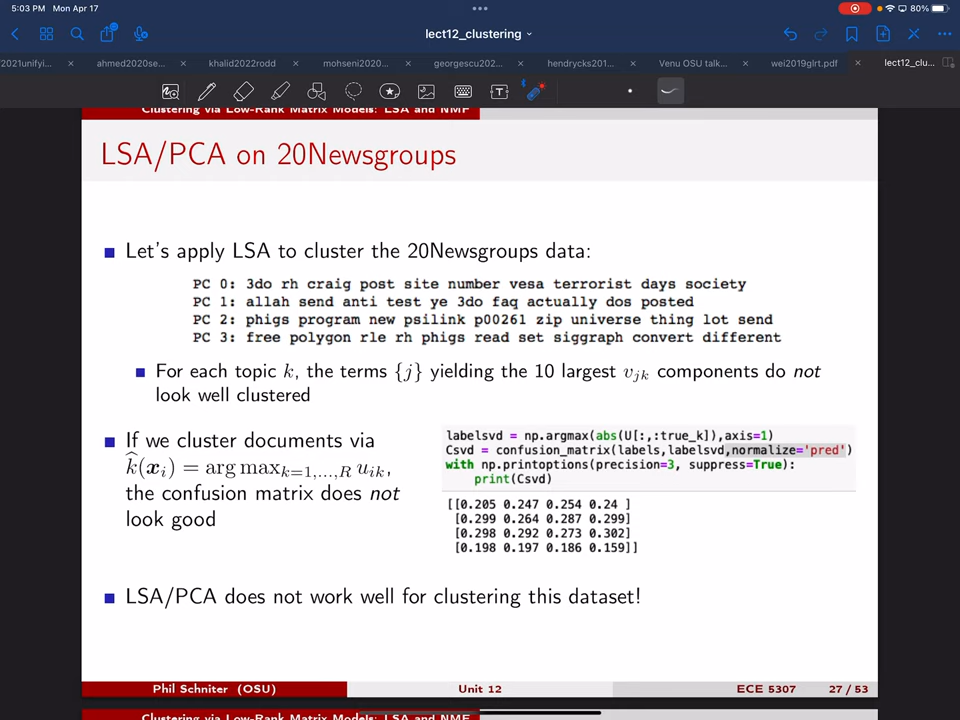 5:03 PM Mon Apr 17
80%
lect12_clustering
2021unifyi...
ahmed2020se...
khalid2022rodd
mohseni2020...
georgescu202...
hendrycks201...
Venu OSU talk...
wei2019glrt.pdf
lect12_clu...
Clustering via Low-Rank Matrix Models: LSA and NMF
LSA/PCA on 20Newsgroups
Let's apply LSA to cluster the 20Newsgroups data:
PC 0: 3do rh craig post site number vesa terrorist days society
PC 1: allah send anti test ye 3do faq actually dos posted
PC 2: phigs program new psilink p00261 zip universe thing lot send
PC 3: free polygon rle rh phigs read set siggraph convert different
For each topic k, the terms {j} yielding the 10 largest v_{jk} components do not
look well clustered
If we cluster documents via
k̂(x_i) = arg max_{k=1,...,R} u_{ik},
the confusion matrix does not
look good
labelsvd = np.argmax(abs(U[:,:true_k]),axis=1)
Csvd = confusion_matrix(labels,labelsvd,normalize='pred')
with np.printoptions(precision=3, suppress=True):
print(Csvd)
[[0.205 0.247 0.254 0.24 ]
[0.299 0.264 0.287 0.299]
[0.298 0.292 0.273 0.302]
[0.198 0.197 0.186 0.159]]
LSA/PCA does not work well for clustering this dataset!
Phil Schniter (OSU)
Unit 12
ECE 5307
27 / 53
Clustering via Low-Rank Matrix Models: LSA and NMF